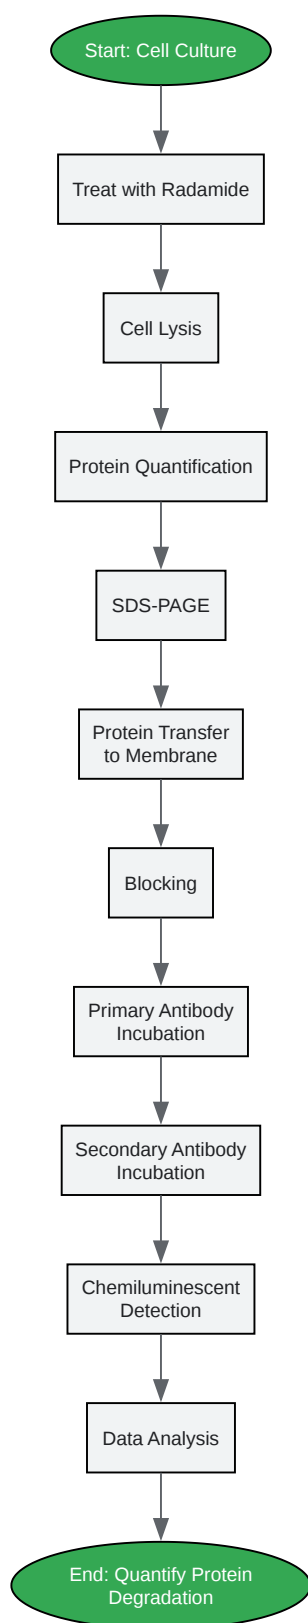 Start: Cell Culture
Treat with Radamide
Cell Lysis
Protein Quantification
SDS-PAGE
Protein Transfer
to Membrane
Blocking
Primary Antibody
Incubation
Secondary Antibody
Incubation
Chemiluminescent
Detection
Data Analysis
End: Quantify Protein
Degradation